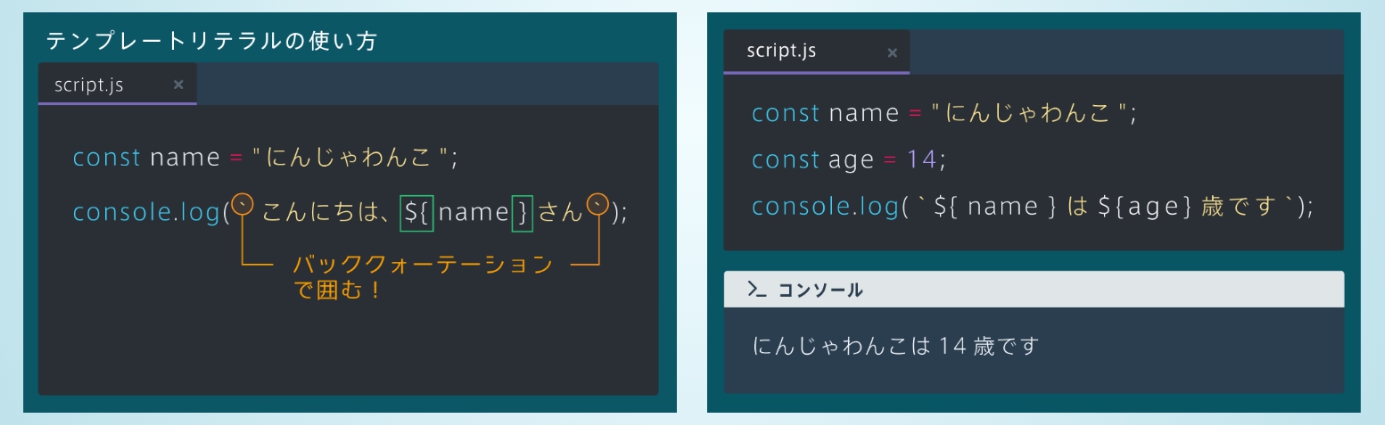 テンプレートリテラルの使い方
script.js ×
const name = "にんじゃわんこ";
console.log(`こんにちは、${name}さん`);
バッククォーテーション
で囲む！
script.js ×
const name = "にんじゃわんこ";
const age = 14;
console.log(`${ name }は${age}歳です`);
>_ コンソール
にんじゃわんこは 14 歳です